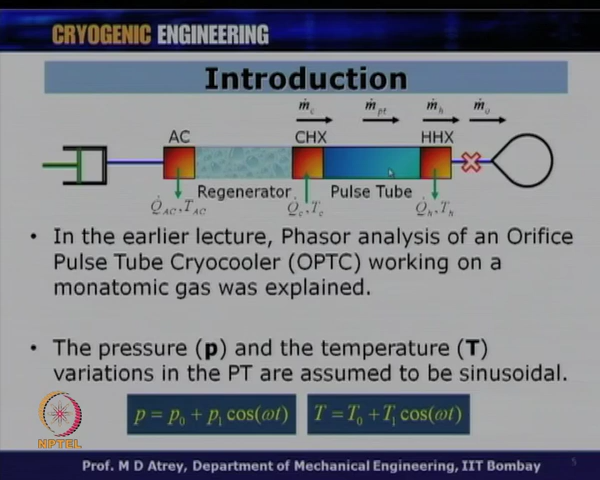 CRYOGENIC ENGINEERING
Introduction
ṁc ṁpt ṁh ṁo
AC CHX HHX
Regenerator Pulse Tube
Q̇AC,TAC Q̇c,Tc Q̇h,Th
• In the earlier lecture, Phasor analysis of an Orifice
Pulse Tube Cryocooler (OPTC) working on a
monatomic gas was explained.
• The pressure (p) and the temperature (T)
variations in the PT are assumed to be sinusoidal.
p = p₀ + p₁ cos(ωt) T = T₀ + T₁ cos(ωt)
NPTEL
Prof. M D Atrey, Department of Mechanical Engineering, IIT Bombay
5